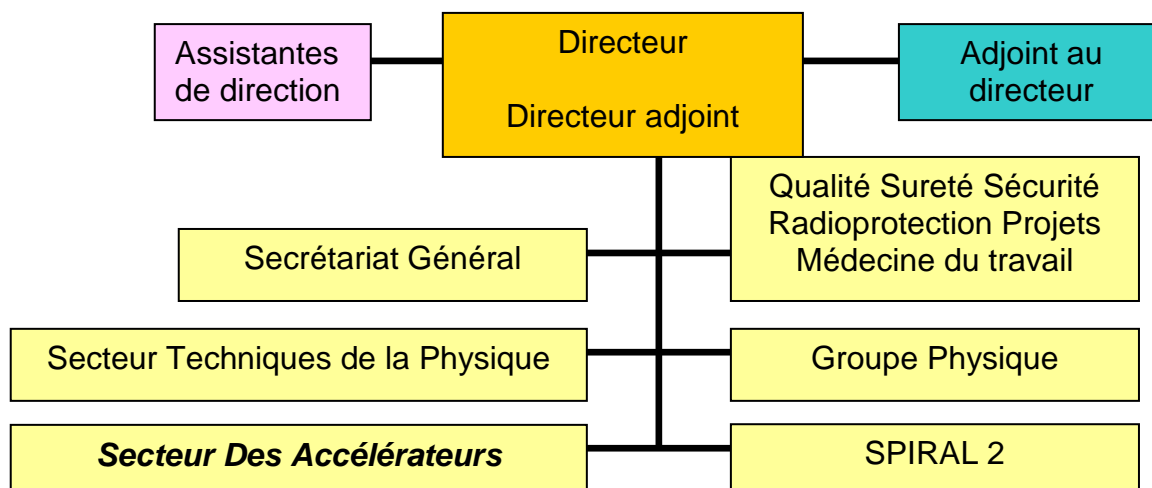 Assistantes
de direction
Directeur
Directeur adjoint
Adjoint au
directeur
Qualité Sureté Sécurité
Radioprotection Projets
Médecine du travail
Secrétariat Général
Secteur Techniques de la Physique
Groupe Physique
Secteur Des Accélérateurs
SPIRAL 2